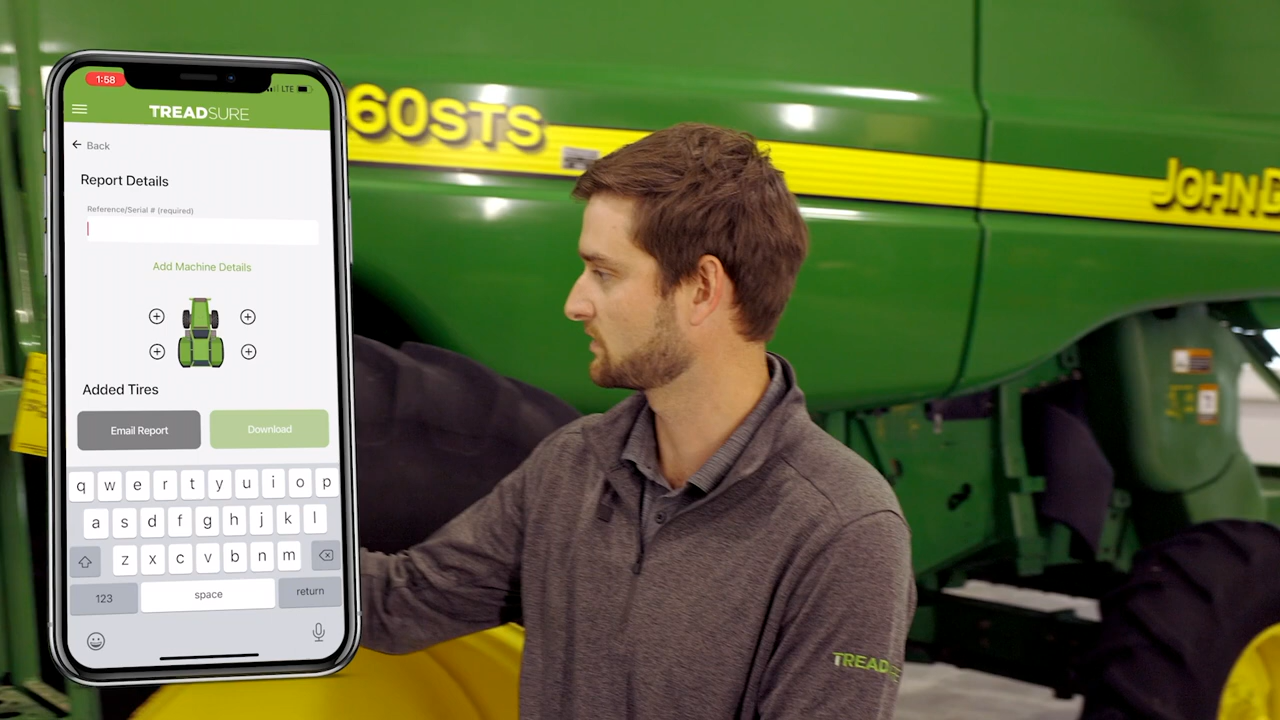 1:58
LTE
TREADSURE
Back
Report Details
Reference/Serial # (required)
Add Machine Details
Added Tires
Email Report
Download
q w e r t y u i o p
a s d f g h j k l
z x c v b n m
123
space
return
60STS
JOHN D
TREADS